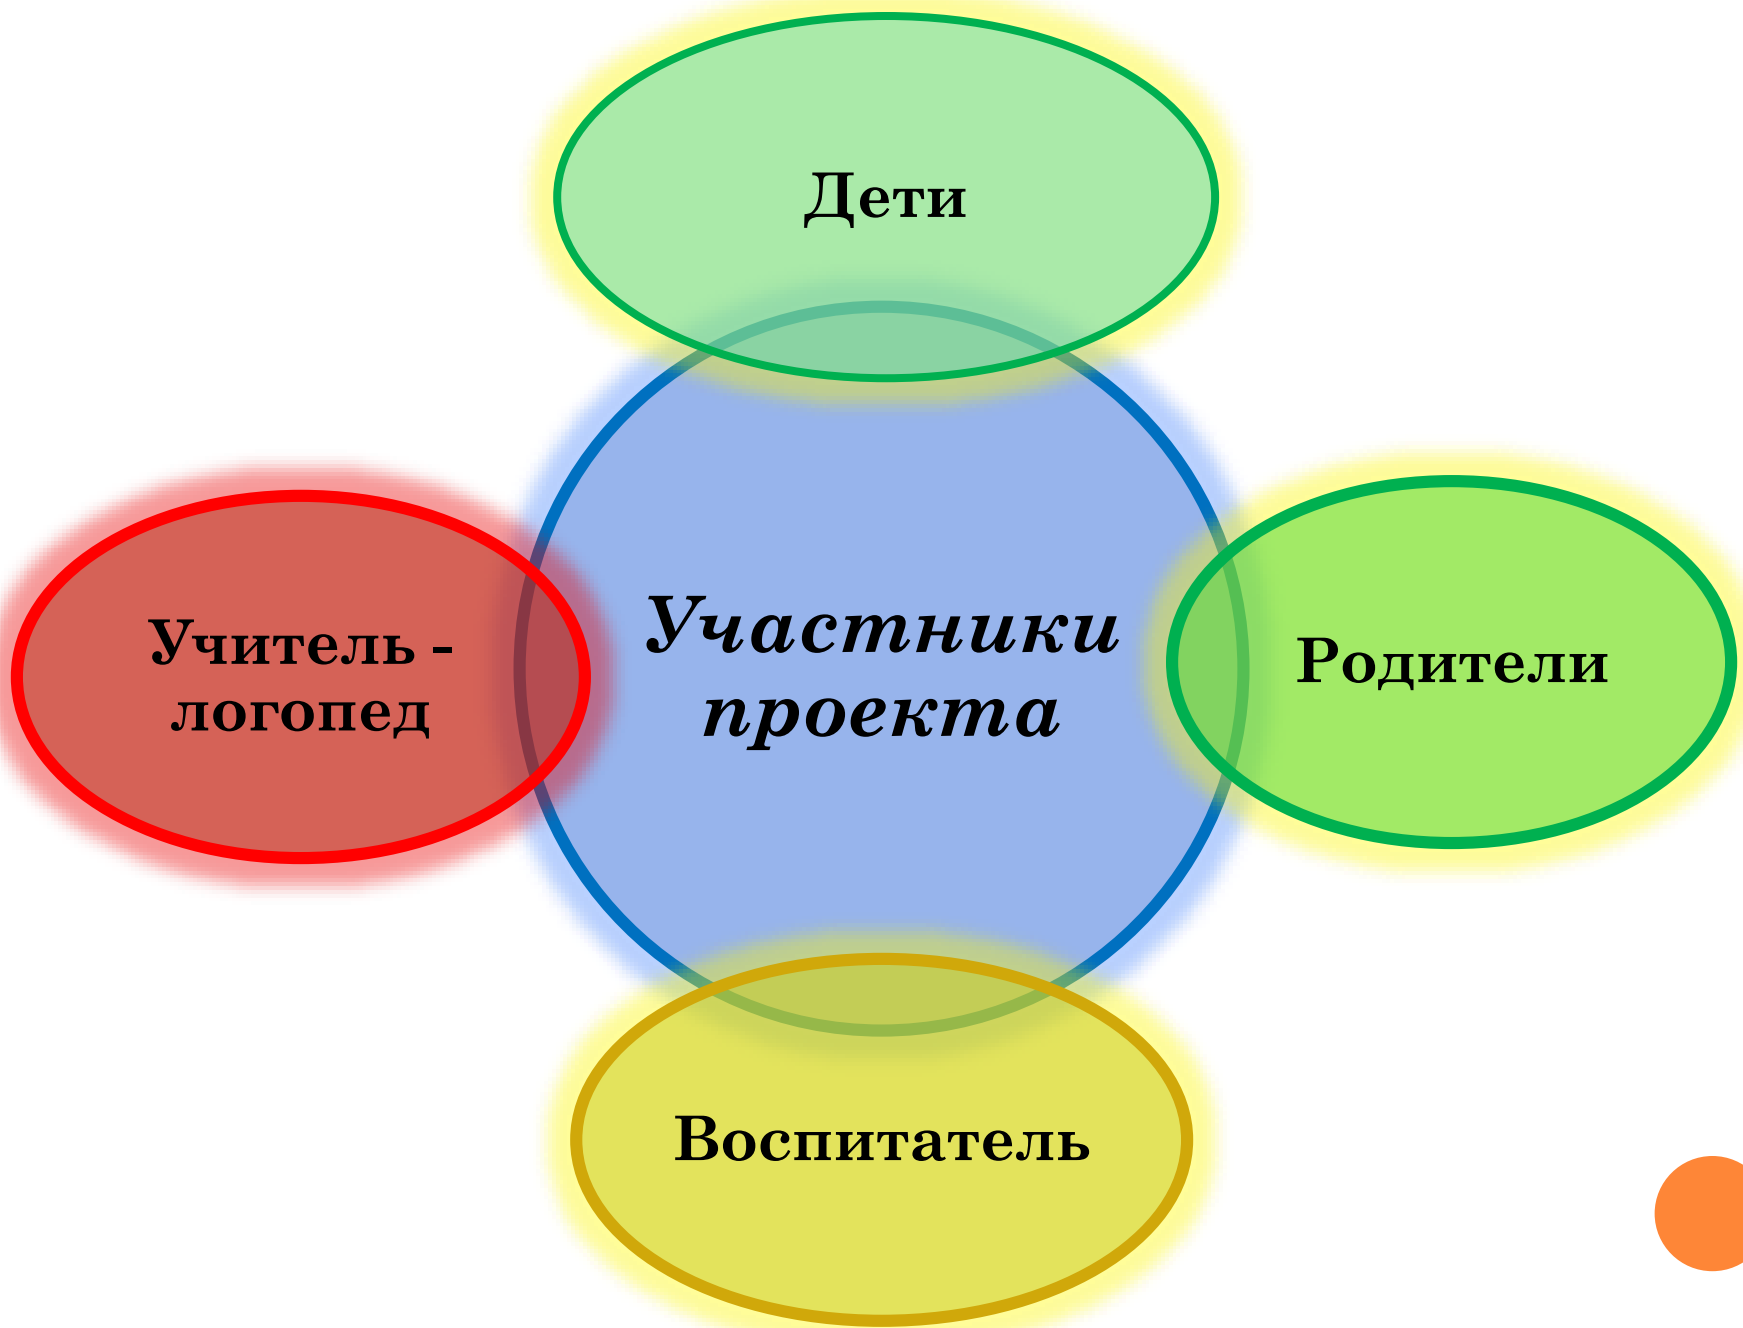 Дети
Учитель -
логопед
Участники
проекта
Родители
Воспитатель